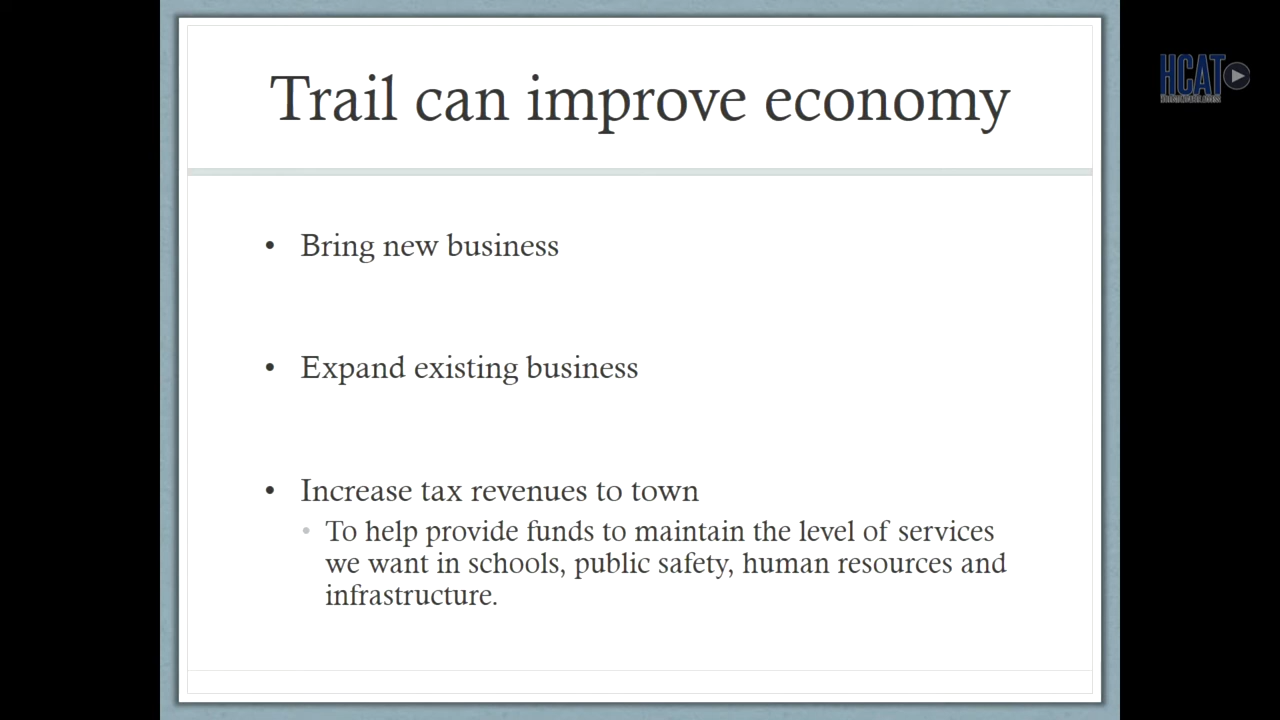 Trail can improve economy
HCAT
• Bring new business
• Expand existing business
• Increase tax revenues to town
• To help provide funds to maintain the level of services
we want in schools, public safety, human resources and
infrastructure.